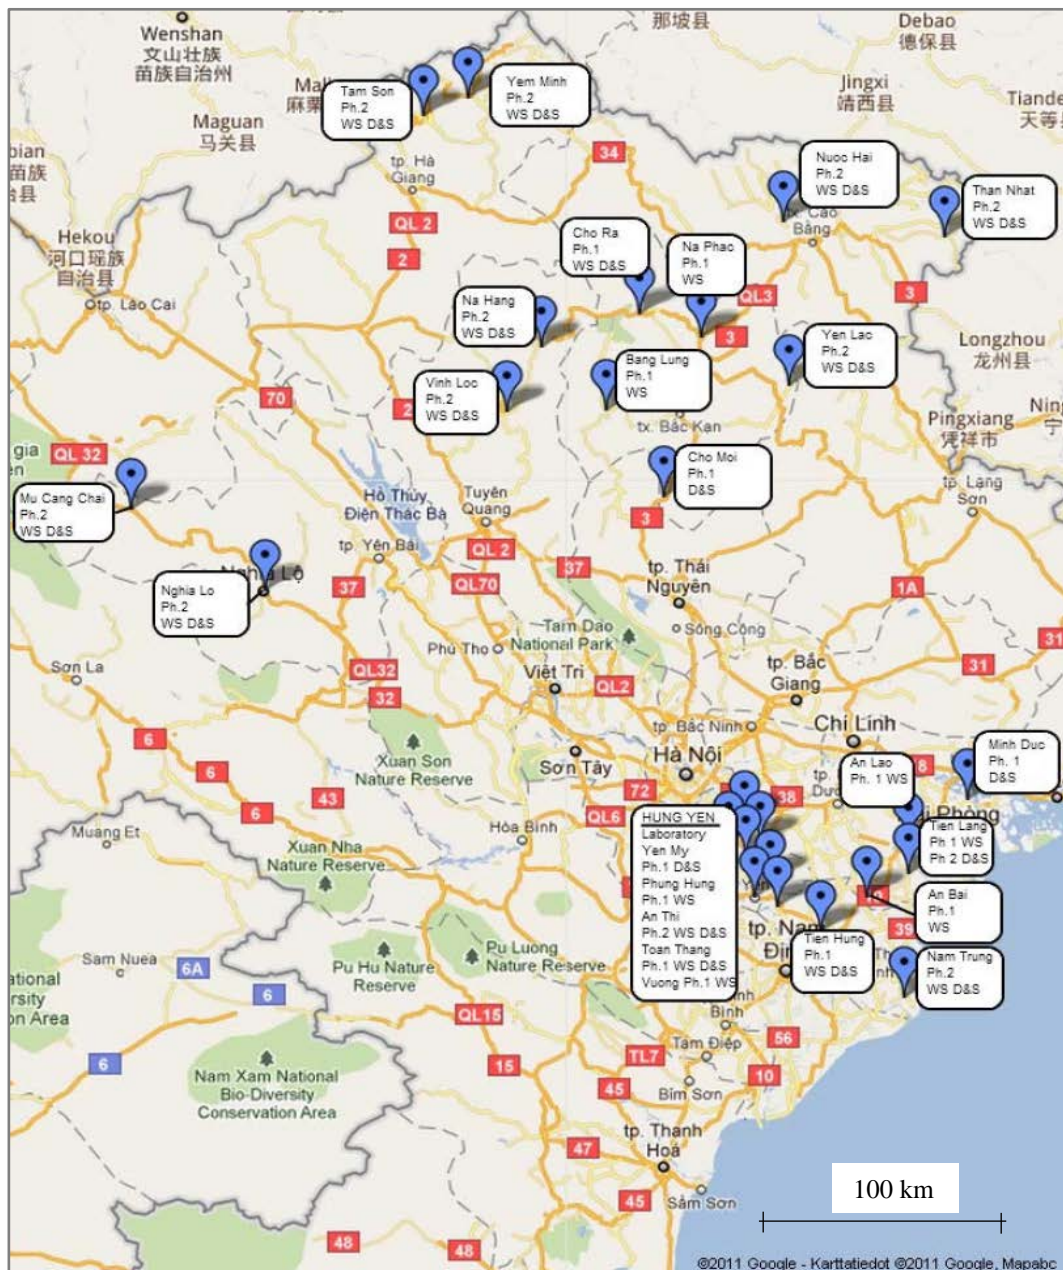 Wenshan
文山壮族
苗族自治州
那坡县
Debao
德保县
Tam Son
Ph.2
WS D&S
Yem Minh
Ph.2
WS D&S
Jingxi
靖西县
天等县
Maguan
马关县
34
tp. Hà
Giang
QL 2
2
Nuoc Hai
Ph.2
WS D&S
Than Nhat
Ph.2
WS D&S
tx. Cao
Bằng
Hekou
河口瑶族
自治县
tp. Lào Cai
Cho Ra
Ph.1
WS D&S
Na Phac
Ph.1
WS
QL3
3
3
Na Hang
Ph.2
WS D&S
Yen Lac
Ph.2
WS D&S
Longzhou
龙州县
Vinh Loc
Ph.2
WS D&S
Bang Lung
Ph.1
WS
tx. Bắc Kạn
70
2
Pingxiang
凭祥市
QL 32
Mu Cang Chai
Ph.2
WS D&S
Cho Moi
Ph.1
D&S
3
tp. Lạng
Sơn
Hồ Thủy
Điện Thác Bà
Tuyên
Quang
tp. Yên Bái
QL 2
QL70
37
37
tp. Thái
Nguyên
1A
Nghĩa Lộ
Nghia Lo
Ph.2
WS D&S
Sông Công
Tam Dao
National Park
31
31
Phú Thọ
Sơn La
QL32
32
Việt Trì
QL2
tp. Bắc
Giang
6
6
6
43
Xuan Son
Nature Reserve
tp. Bắc Ninh
Chí Linh
Sơn Tây
Hà Nội
72
QL6
38
An Lao
Ph. 1 WS
Minh Duc
Ph. 1
D&S
Hòa Bình
Muang Et
Xuan Nha
Nature Reserve
HUNG YEN
Laboratory
Yen My
Ph.1 D&S
Phung Hung
Ph.1 WS
An Thi
Ph.2 WS D&S
Toan Thang
Ph.1 WS D&S
Vuong Ph.1 WS
Tien Lang
Ph 1 WS
Ph 2 D&S
An Bai
Ph.1
WS
39
tp. Nam
Tien Hung
Ph.1
WS D&S
Nam Trung
Ph.2
WS D&S
Sam Nuea
6A
6
6
Pu Hu Nature
Reserve
Pu Luong
Nature Reserve
QL15
15
Bình
Tam Điệp
TL7
56
10
45
Bỉm Sơn
Nam Xam National
Bio-Diversity
Conservation Area
tp. Thanh
Hoá
47
45
Sầm Sơn
48
48
100 km
©2011 Google - Karttatiedot ©2011 Google, Mapabc